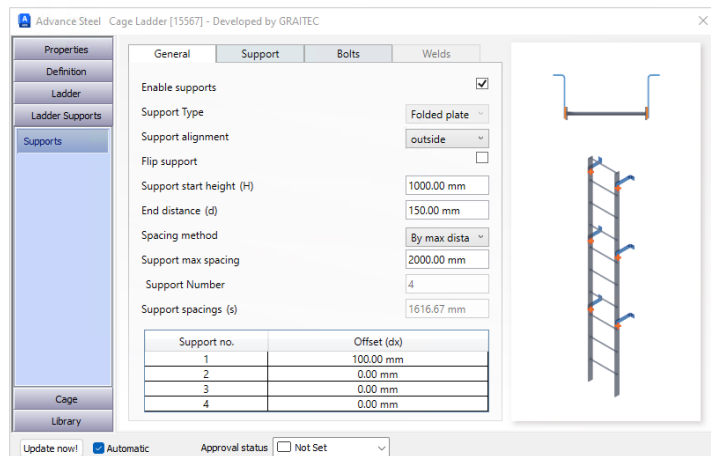 Advance Steel Cage Ladder [15567] - Developed by GRAITEC
Properties
Definition
Ladder
Ladder Supports
Supports
Cage
Library
General Support Bolts Welds
Enable supports
Support Type Folded plate
Support alignment outside
Flip support
Support start height (H) 1000.00 mm
End distance (d) 150.00 mm
Spacing method By max dista
Support max spacing 2000.00 mm
Support Number 4
Support spacings (s) 1616.67 mm
Support no. Offset (dx)
1 100.00 mm
2 0.00 mm
3 0.00 mm
4 0.00 mm
Update now! Automatic Approval status Not Set